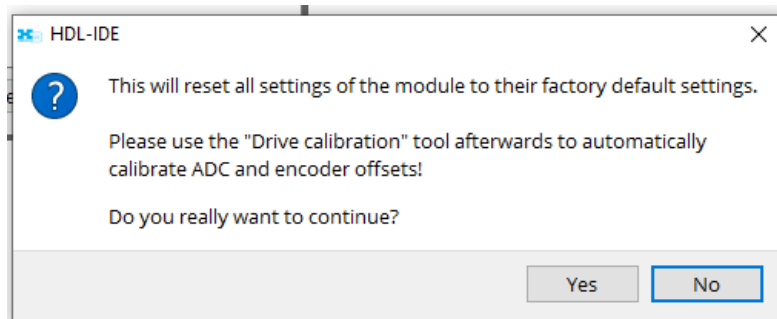 HDL-IDE
This will reset all settings of the module to their factory default settings.
Please use the "Drive calibration" tool afterwards to automatically
calibrate ADC and encoder offsets!
Do you really want to continue?
Yes No